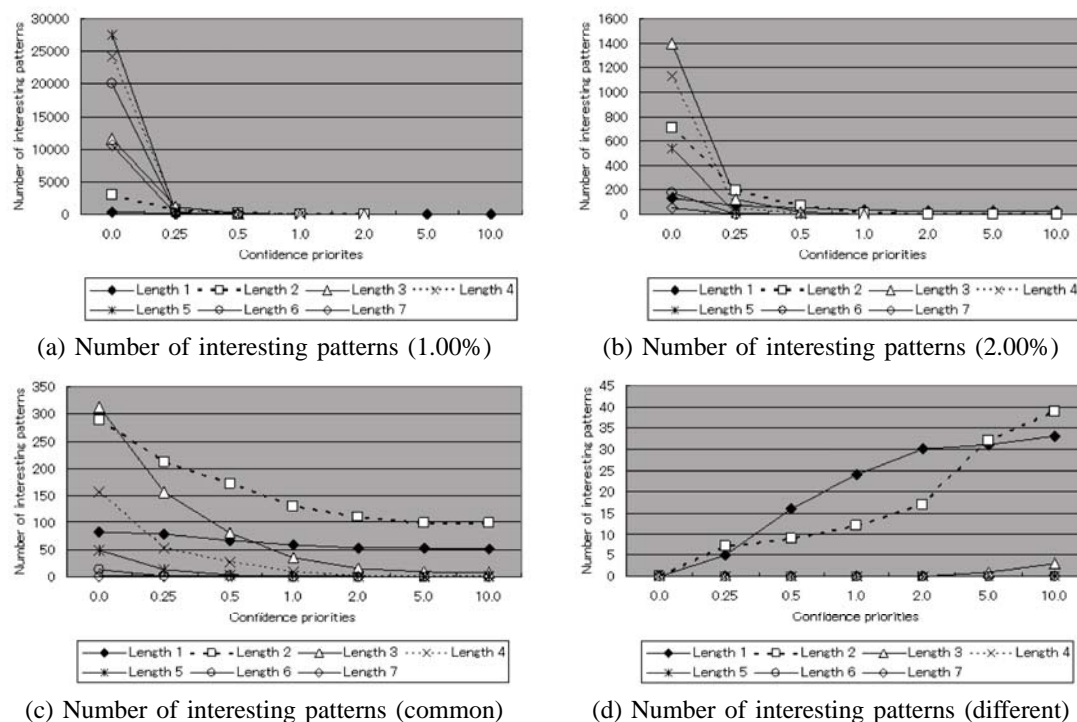 30000
25000
20000
15000
10000
5000
0
Number of interesting patterns
0.0 0.25 0.5 1.0 2.0 5.0 10.0
Confidence priorites
Length 1 Length 2 Length 3 Length 4
Length 5 Length 6 Length 7
(a) Number of interesting patterns (1.00%)
1600
1400
1200
1000
800
600
400
200
0
Number of interesting patterns
0.0 0.25 0.5 1.0 2.0 5.0 10.0
Confidence priorities
Length 1 Length 2 Length 3 Length 4
Length 5 Length 6 Length 7
(b) Number of interesting patterns (2.00%)
350
300
250
200
150
100
50
0
Number of interesting patterns
0.0 0.25 0.5 1.0 2.0 5.0 10.0
Confidence priorities
Length 1 Length 2 Length 3 Length 4
Length 5 Length 6 Length 7
(c) Number of interesting patterns (common)
45
40
35
30
25
20
15
10
5
0
Number of interesting patterns
0.0 0.25 0.5 1.0 2.0 5.0 10.0
Confidence priorities
Length 1 Length 2 Length 3 Length 4
Length 5 Length 6 Length 7
(d) Number of interesting patterns (different)